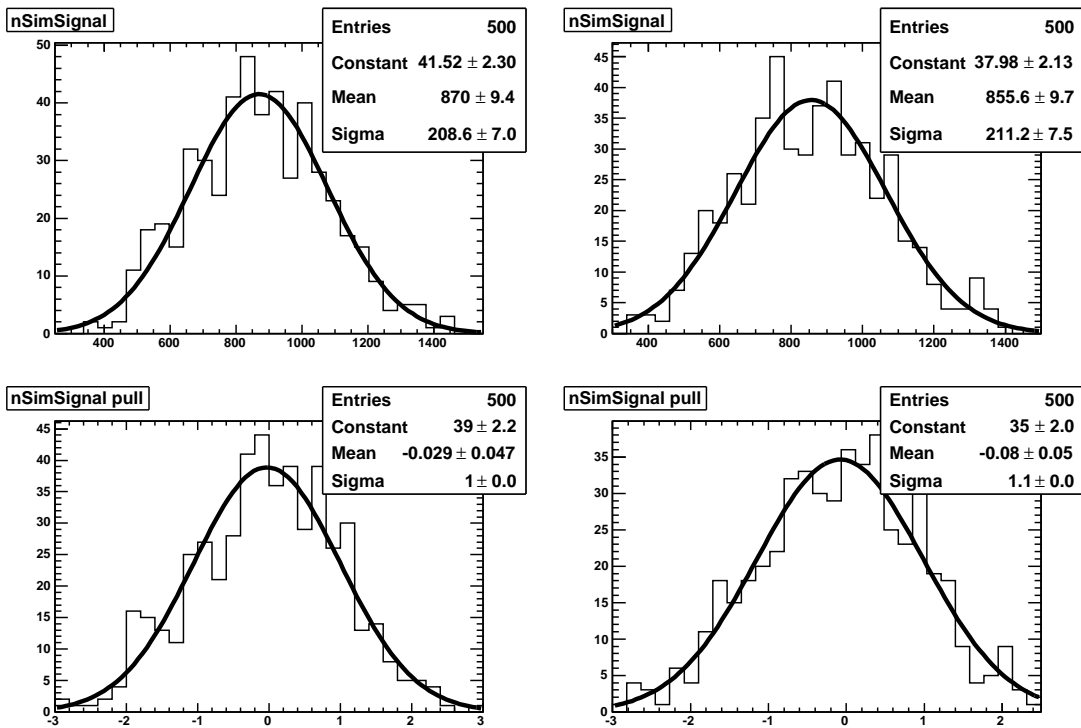 nSimSignal
Entries 500
Constant 41.52 ± 2.30
Mean 870 ± 9.4
Sigma 208.6 ± 7.0
50
40
30
20
10
0
400 600 800 1000 1200 1400
nSimSignal
Entries 500
Constant 37.98 ± 2.13
Mean 855.6 ± 9.7
Sigma 211.2 ± 7.5
45
40
35
30
25
20
15
10
5
0
400 600 800 1000 1200 1400
nSimSignal pull
Entries 500
Constant 39 ± 2.2
Mean -0.029 ± 0.047
Sigma 1 ± 0.0
45
40
35
30
25
20
15
10
5
0
-3 -2 -1 0 1 2 3
nSimSignal pull
Entries 500
Constant 35 ± 2.0
Mean -0.08 ± 0.05
Sigma 1.1 ± 0.0
35
30
25
20
15
10
5
0
-3 -2 -1 0 1 2